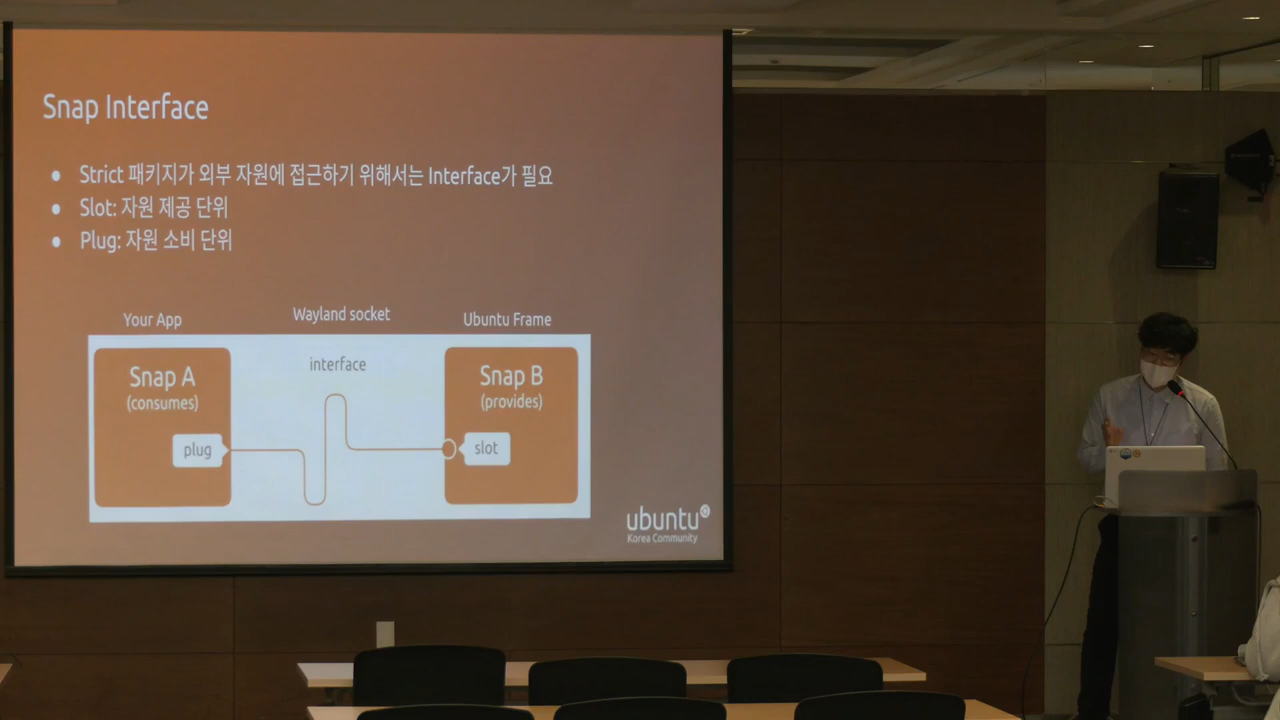 Snap Interface
Strict 패키지가 외부 자원에 접근하기 위해서는 Interface가 필요
Slot: 자원 제공 단위
Plug: 자원 소비 단위
Your App
Wayland socket
Ubuntu Frame
Snap A
(consumes)
interface
Snap B
(provides)
plug
slot
ubuntu
Korea Community